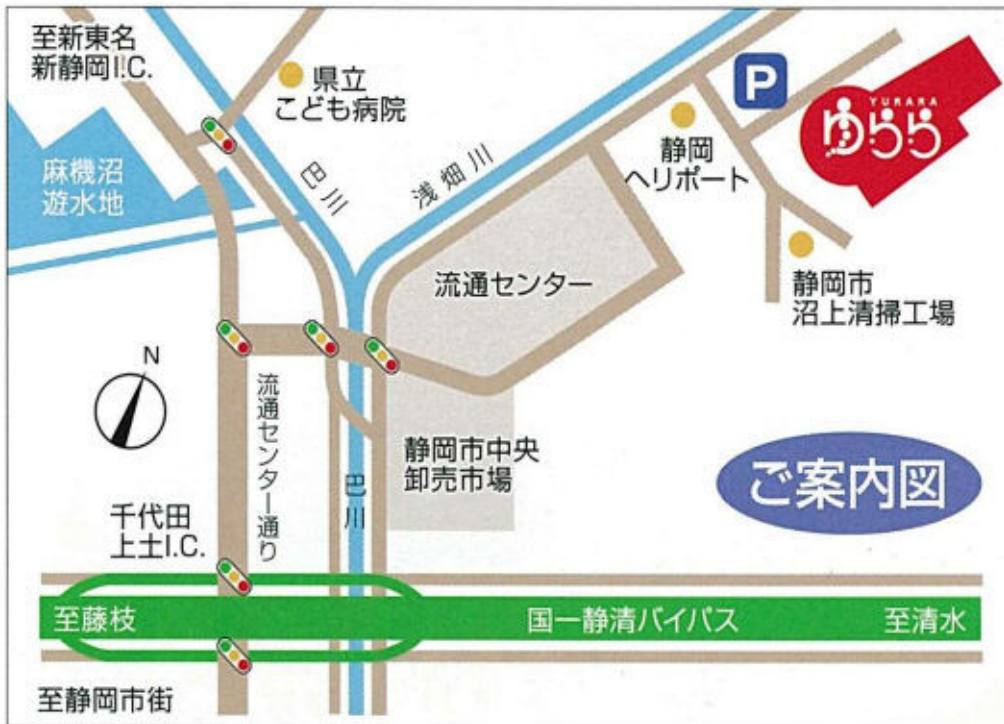 至新東名
新静岡I.C.
県立
こども病院
P
YURARA
ゆらら
麻機沼
遊水地
巴川
浅畑川
静岡
ヘリポート
流通センター
静岡市
沼上清掃工場
N
流通センター通り
静岡市中央
卸売市場
巴川
ご案内図
千代田
上土I.C.
至藤枝
国一静清バイパス
至清水
至静岡市街